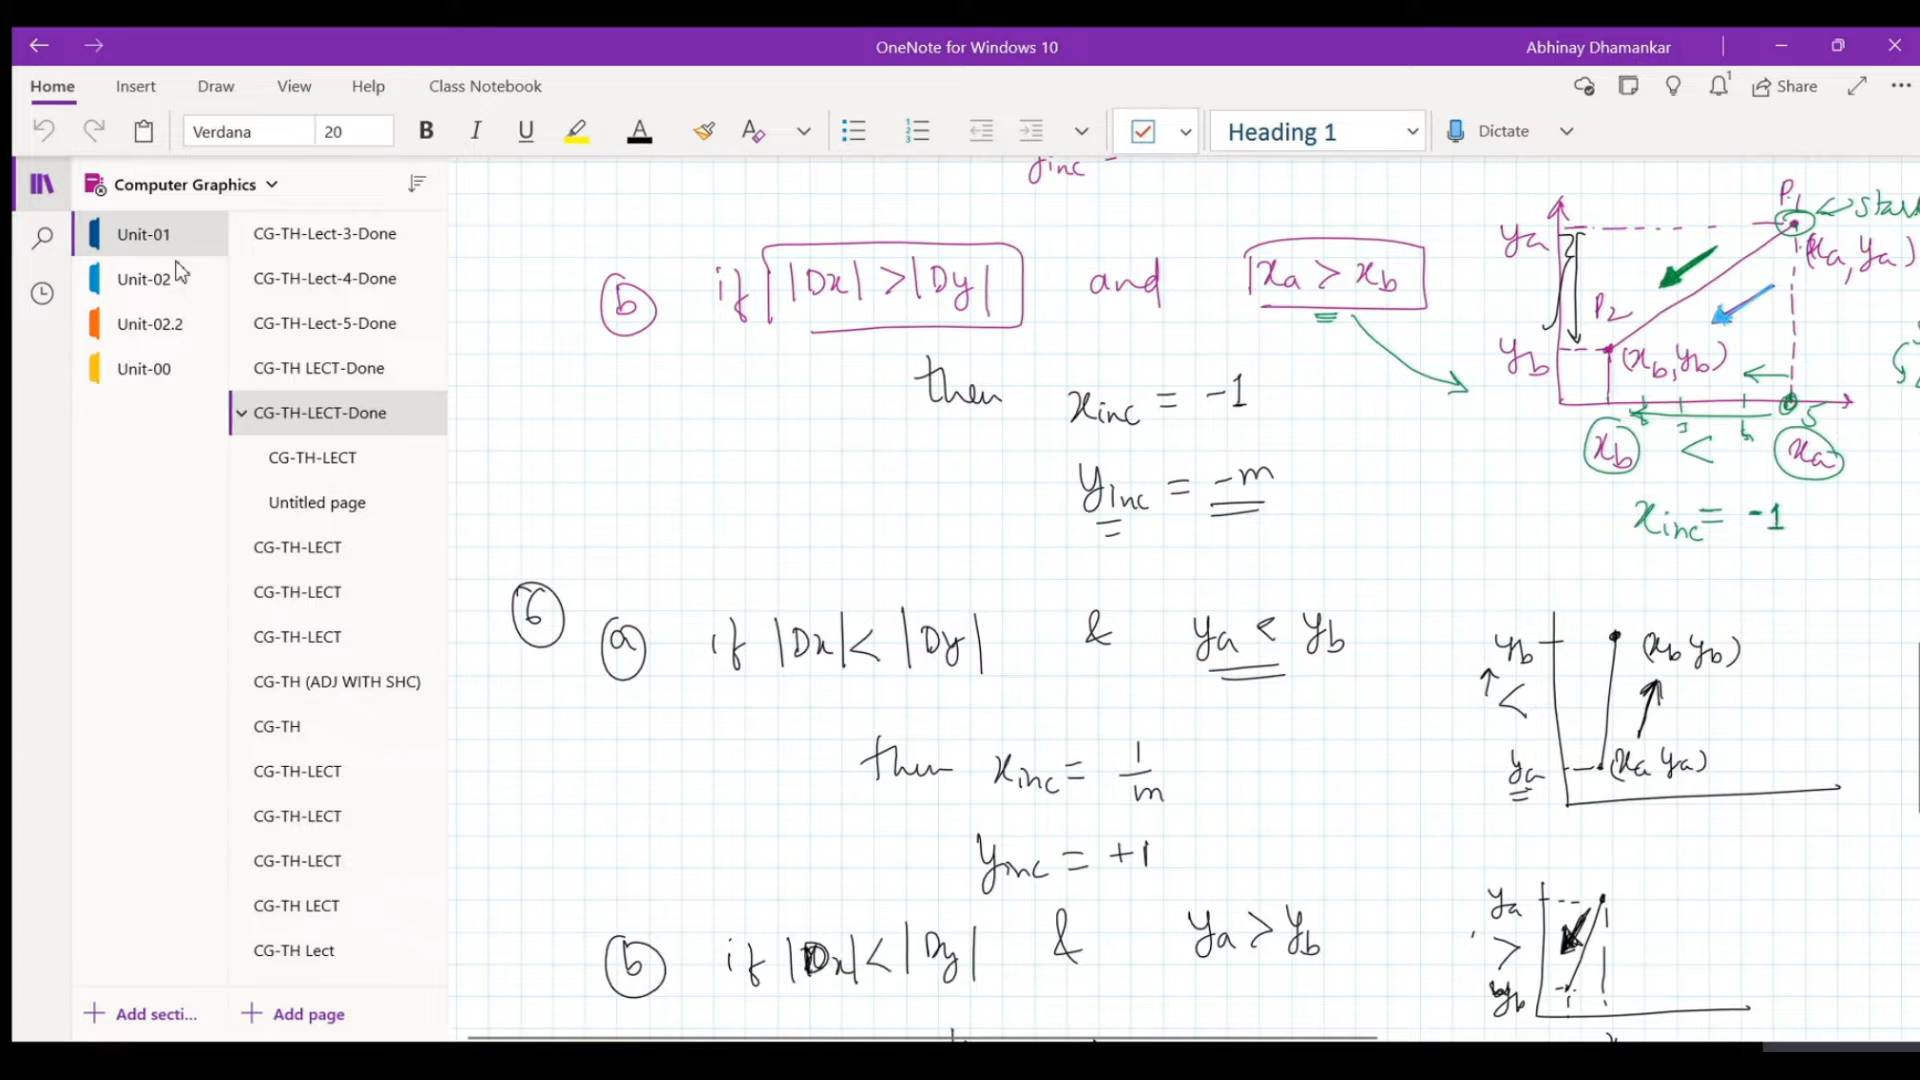 OneNote for Windows 10
Abhinay Dhamankar
Home Insert Draw View Help Class Notebook
1 Share
Verdana 20 B I U A A Heading 1 Dictate
Computer Graphics
Unit-01
Unit-02
Unit-02.2
Unit-00
CG-TH-Lect-3-Done
CG-TH-Lect-4-Done
CG-TH-Lect-5-Done
CG-TH LECT-Done
CG-TH-LECT-Done
CG-TH-LECT
Untitled page
CG-TH-LECT
CG-TH-LECT
CG-TH-LECT
CG-TH (ADJ WITH SHC)
CG-TH
CG-TH-LECT
CG-TH-LECT
CG-TH-LECT
CG-TH LECT
CG-TH Lect
Add secti...
Add page
yinc =
b if |Dx| > |Dy| and xa > xb
then xinc = -1
yinc = -m
6
a if |Dx| < |Dy| & ya < yb
then xinc = 1/m
yinc = +1
b if |Dx| < |Dy| & ya > yb
P1
ya
(xa, ya)
P2
yb (xb, yb)
5
xb < xa
xinc = -1
yb (xb yb)
<
ya (xa ya)
ya
>
yb